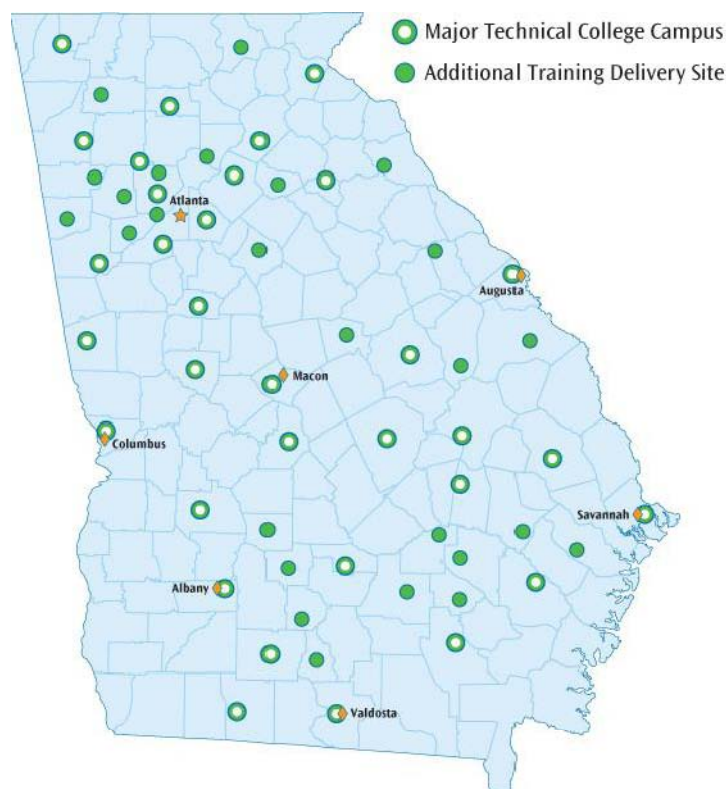 Major Technical College Campus
Additional Training Delivery Site
Atlanta
Augusta
Macon
Columbus
Savannah
Albany
Valdosta